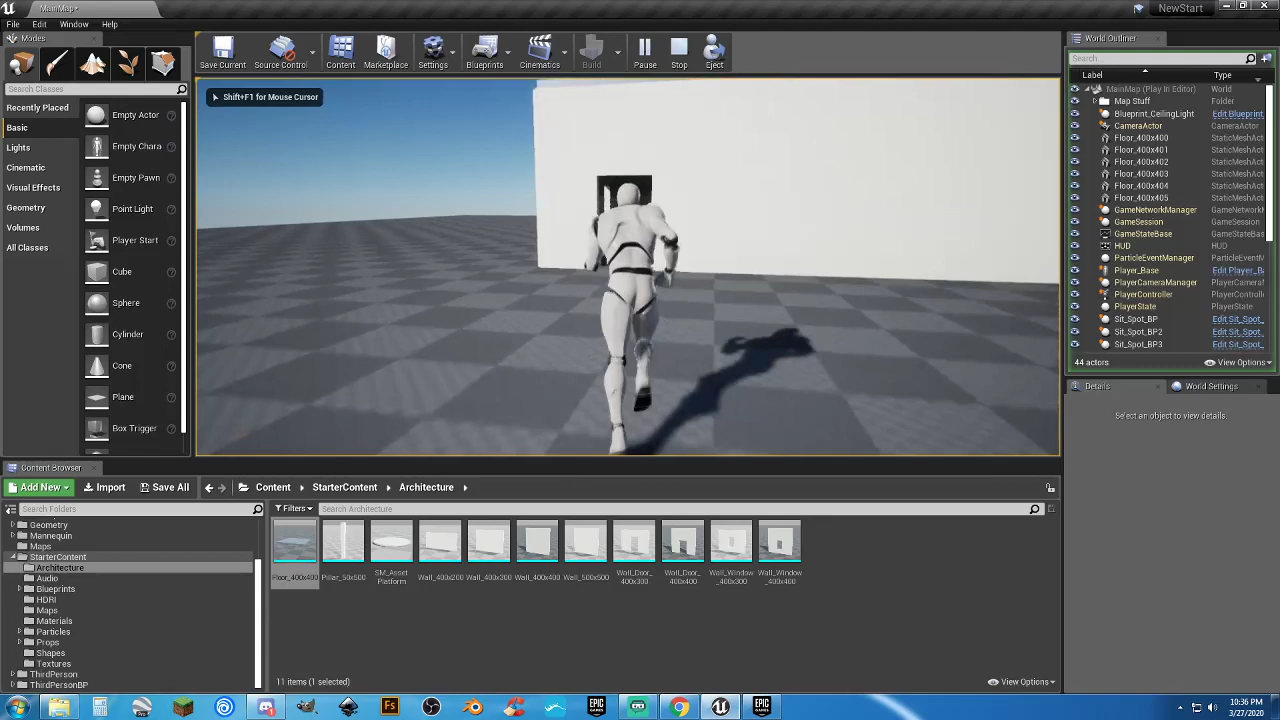 MainMap*
NewStart
File Edit Window Help
Modes
Search Classes
Recently Placed
Basic
Lights
Cinematic
Visual Effects
Geometry
Volumes
All Classes
Empty Actor
Empty Chara
Empty Pawn
Point Light
Player Start
Cube
Sphere
Cylinder
Cone
Plane
Box Trigger
Save Current Source Control Content Marketplace Settings Blueprints Cinematics Build Pause Stop Eject
Shift+F1 for Mouse Cursor
World Outliner
Search...
Label Type
MainMap (Play In Editor) World
Map Stuff Folder
Blueprint_CeilingLight Edit Blueprint_
CameraActor CameraActor
Floor_400x400 StaticMeshAct
Floor_400x401 StaticMeshAct
Floor_400x402 StaticMeshAct
Floor_400x403 StaticMeshAct
Floor_400x404 StaticMeshAct
Floor_400x405 StaticMeshAct
GameNetworkManager GameNetworkM
GameSession GameSession
GameStateBase GameStateBas
HUD HUD
ParticleEventManager ParticleEventM
Player_Base Edit Player_Ba
PlayerCameraManager PlayerCameraM
PlayerController PlayerControll
PlayerState PlayerState
Sit_Spot_BP Edit Sit_Spot_
Sit_Spot_BP2 Edit Sit_Spot_
Sit_Spot_BP3 Edit Sit_Spot_
44 actors View Options
Details World Settings
Select an object to view details.
Content Browser
Add New Import Save All Content StarterContent Architecture
Search Folders
Filters Search Architecture
Geometry
Mannequin
Maps
StarterContent
Architecture
Audio
Blueprints
HDRI
Maps
Materials
Particles
Props
Shapes
Textures
ThirdPerson
ThirdPersonBP
Floor_400x400 Pillar_50x500 SM_Asset Platform Wall_400x200 Wall_400x300 Wall_400x400 Wall_500x500 Wall_Door_400x300 Wall_Door_400x400 Wall_Window_400x300 Wall_Window_400x400
11 items (1 selected) View Options
10:36 PM
3/27/2020